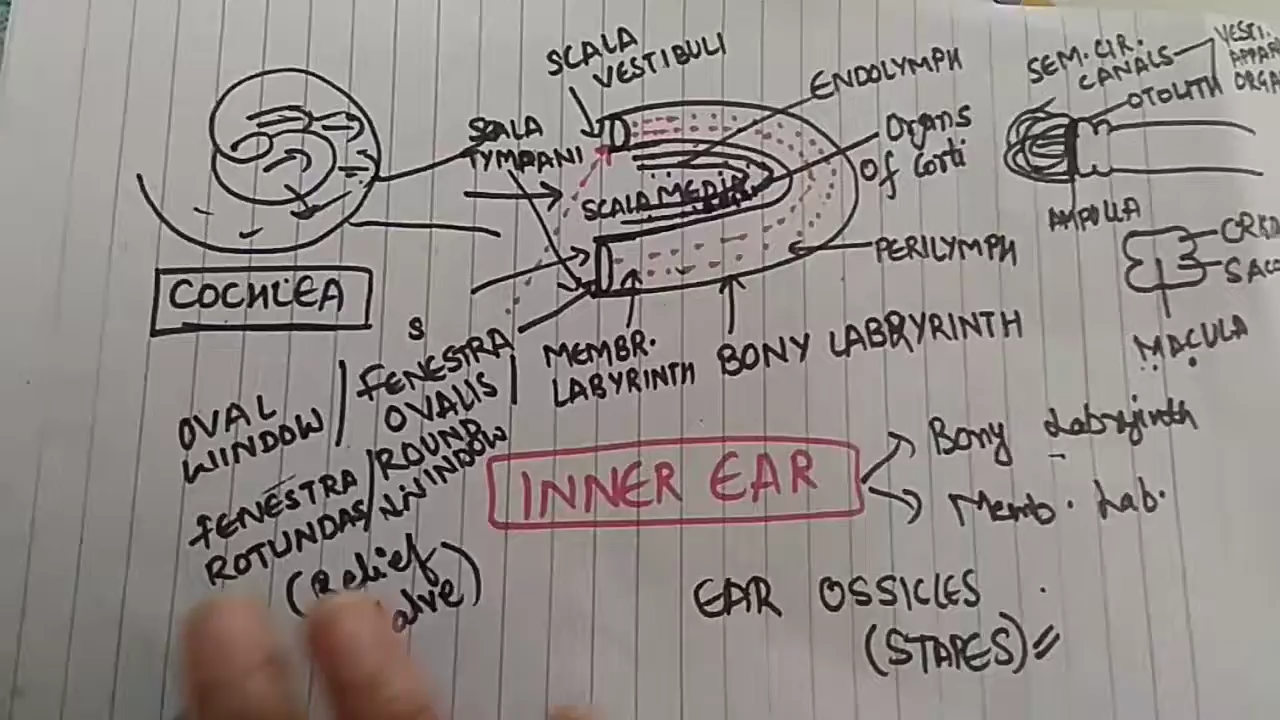 SCALA
VESTIBULI
ENDOLYMPH
SCALA
TYMPANI
Organs
Of Corti
SCALA MEDIA
PERILYMPH
COCHLEA
S
MEMBR.
LABYRINTH
BONY LABRYRINTH
SEM. CIR.
CANALS
VESTI.
OTOLITH
AMPOLLA
MACULA
OVAL
WINDOW/
FENESTRA
OVALIS
FENESTRA/ROUND
ROTUNDAS/WINDOW
(Relief
INNER EAR
Bony
Memb. Lab.
EAR OSSICLES
(STAPES)